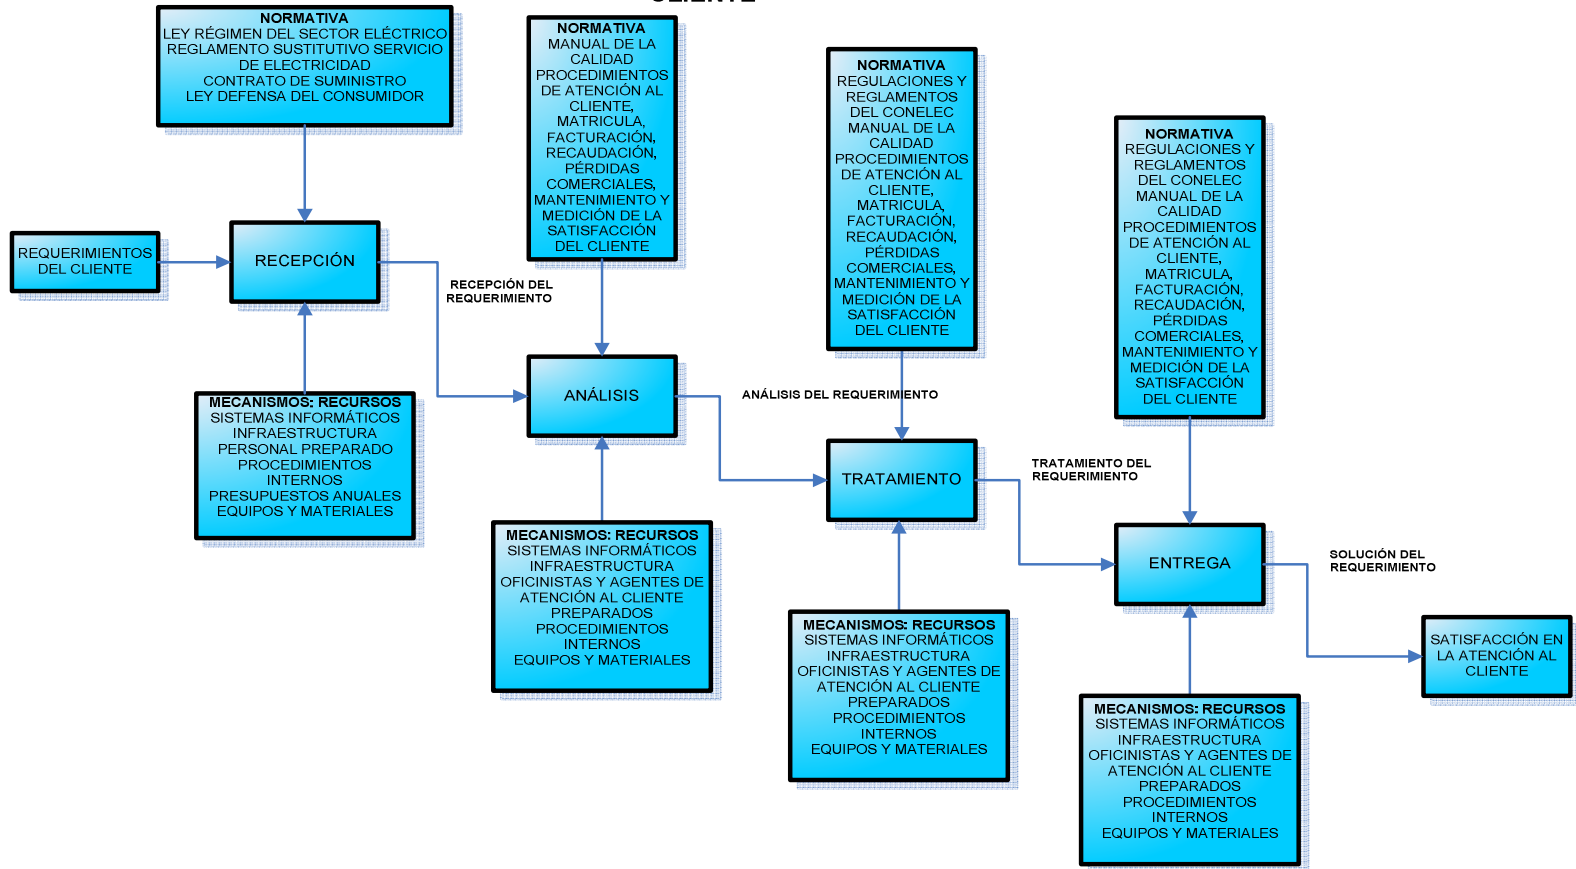 CLIENTE
NORMATIVA
LEY RÉGIMEN DEL SECTOR ELÉCTRICO
REGLAMENTO SUSTITUTIVO SERVICIO
DE ELECTRICIDAD
CONTRATO DE SUMINISTRO
LEY DEFENSA DEL CONSUMIDOR
NORMATIVA
MANUAL DE LA
CALIDAD
PROCEDIMIENTOS
DE ATENCIÓN AL
CLIENTE,
MATRICULA,
FACTURACIÓN,
RECAUDACIÓN,
PÉRDIDAS
COMERCIALES,
MANTENIMIENTO Y
MEDICIÓN DE LA
SATISFACCIÓN
DEL CLIENTE
NORMATIVA
REGULACIONES Y
REGLAMENTOS
DEL CONELEC
MANUAL DE LA
CALIDAD
PROCEDIMIENTOS
DE ATENCIÓN AL
CLIENTE,
MATRICULA,
FACTURACIÓN,
RECAUDACIÓN,
PÉRDIDAS
COMERCIALES,
MANTENIMIENTO Y
MEDICIÓN DE LA
SATISFACCIÓN
DEL CLIENTE
NORMATIVA
REGULACIONES Y
REGLAMENTOS
DEL CONELEC
MANUAL DE LA
CALIDAD
PROCEDIMIENTOS
DE ATENCIÓN AL
CLIENTE,
MATRICULA,
FACTURACIÓN,
RECAUDACIÓN,
PÉRDIDAS
COMERCIALES,
MANTENIMIENTO Y
MEDICIÓN DE LA
SATISFACCIÓN
DEL CLIENTE
REQUERIMIENTOS
DEL CLIENTE
RECEPCIÓN
RECEPCIÓN DEL
REQUERIMIENTO
ANÁLISIS
ANÁLISIS DEL REQUERIMIENTO
TRATAMIENTO
TRATAMIENTO DEL
REQUERIMIENTO
ENTREGA
SOLUCIÓN DEL
REQUERIMIENTO
SATISFACCIÓN EN
LA ATENCIÓN AL
CLIENTE
MECANISMOS: RECURSOS
SISTEMAS INFORMÁTICOS
INFRAESTRUCTURA
PERSONAL PREPARADO
PROCEDIMIENTOS
INTERNOS
PRESUPUESTOS ANUALES
EQUIPOS Y MATERIALES
MECANISMOS: RECURSOS
SISTEMAS INFORMÁTICOS
INFRAESTRUCTURA
OFICINISTAS Y AGENTES DE
ATENCIÓN AL CLIENTE
PREPARADOS
PROCEDIMIENTOS
INTERNOS
EQUIPOS Y MATERIALES
MECANISMOS: RECURSOS
SISTEMAS INFORMÁTICOS
INFRAESTRUCTURA
OFICINISTAS Y AGENTES DE
ATENCIÓN AL CLIENTE
PREPARADOS
PROCEDIMIENTOS
INTERNOS
EQUIPOS Y MATERIALES
MECANISMOS: RECURSOS
SISTEMAS INFORMÁTICOS
INFRAESTRUCTURA
OFICINISTAS Y AGENTES DE
ATENCIÓN AL CLIENTE
PREPARADOS
PROCEDIMIENTOS
INTERNOS
EQUIPOS Y MATERIALES